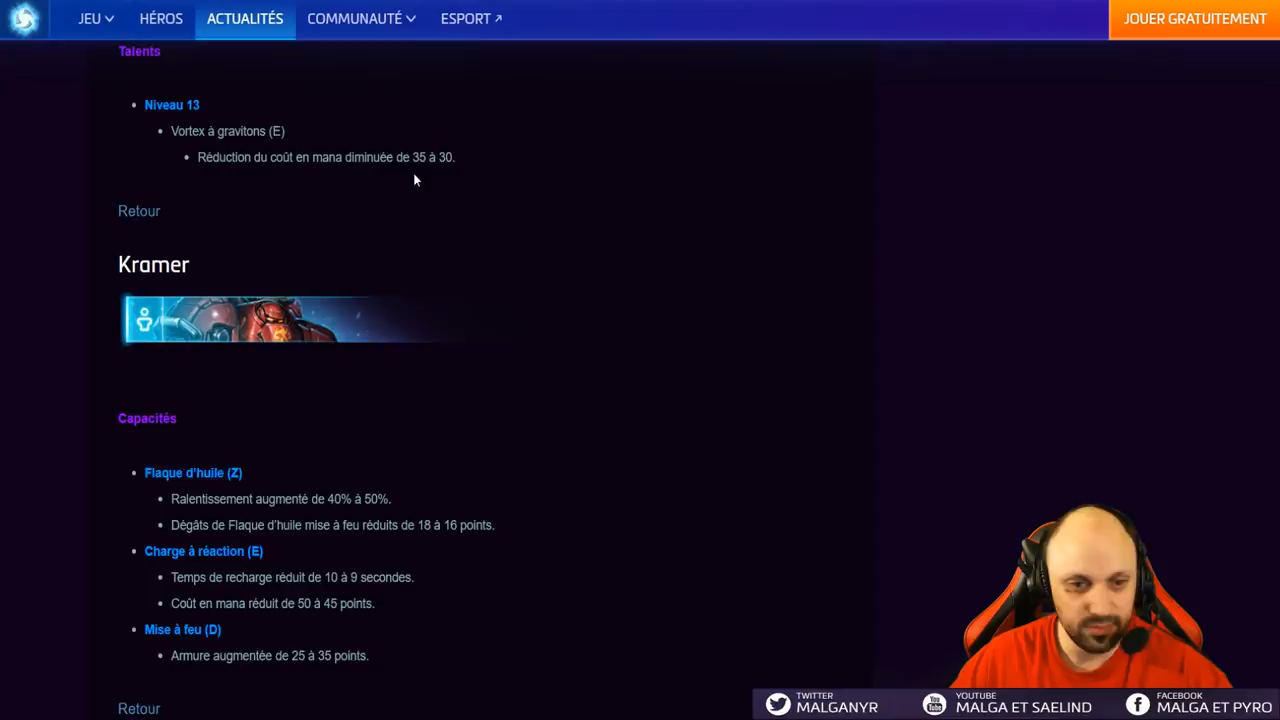 JEU
HÉROS
ACTUALITÉS
COMMUNAUTÉ
ESPORT
JOUER GRATUITEMENT
Talents
Niveau 13
Vortex à gravitons (E)
Réduction du coût en mana diminuée de 35 à 30.
Retour
Kramer
Capacités
Flaque d'huile (Z)
Ralentissement augmenté de 40% à 50%.
Dégâts de Flaque d'huile mise à feu réduits de 18 à 16 points.
Charge à réaction (E)
Temps de recharge réduit de 10 à 9 secondes.
Coût en mana réduit de 50 à 45 points.
Mise à feu (D)
Armure augmentée de 25 à 35 points.
Retour
TWITTER
MALGANYR
YOUTUBE
MALGA ET SAELIND
FACEBOOK
MALGA ET PYRO